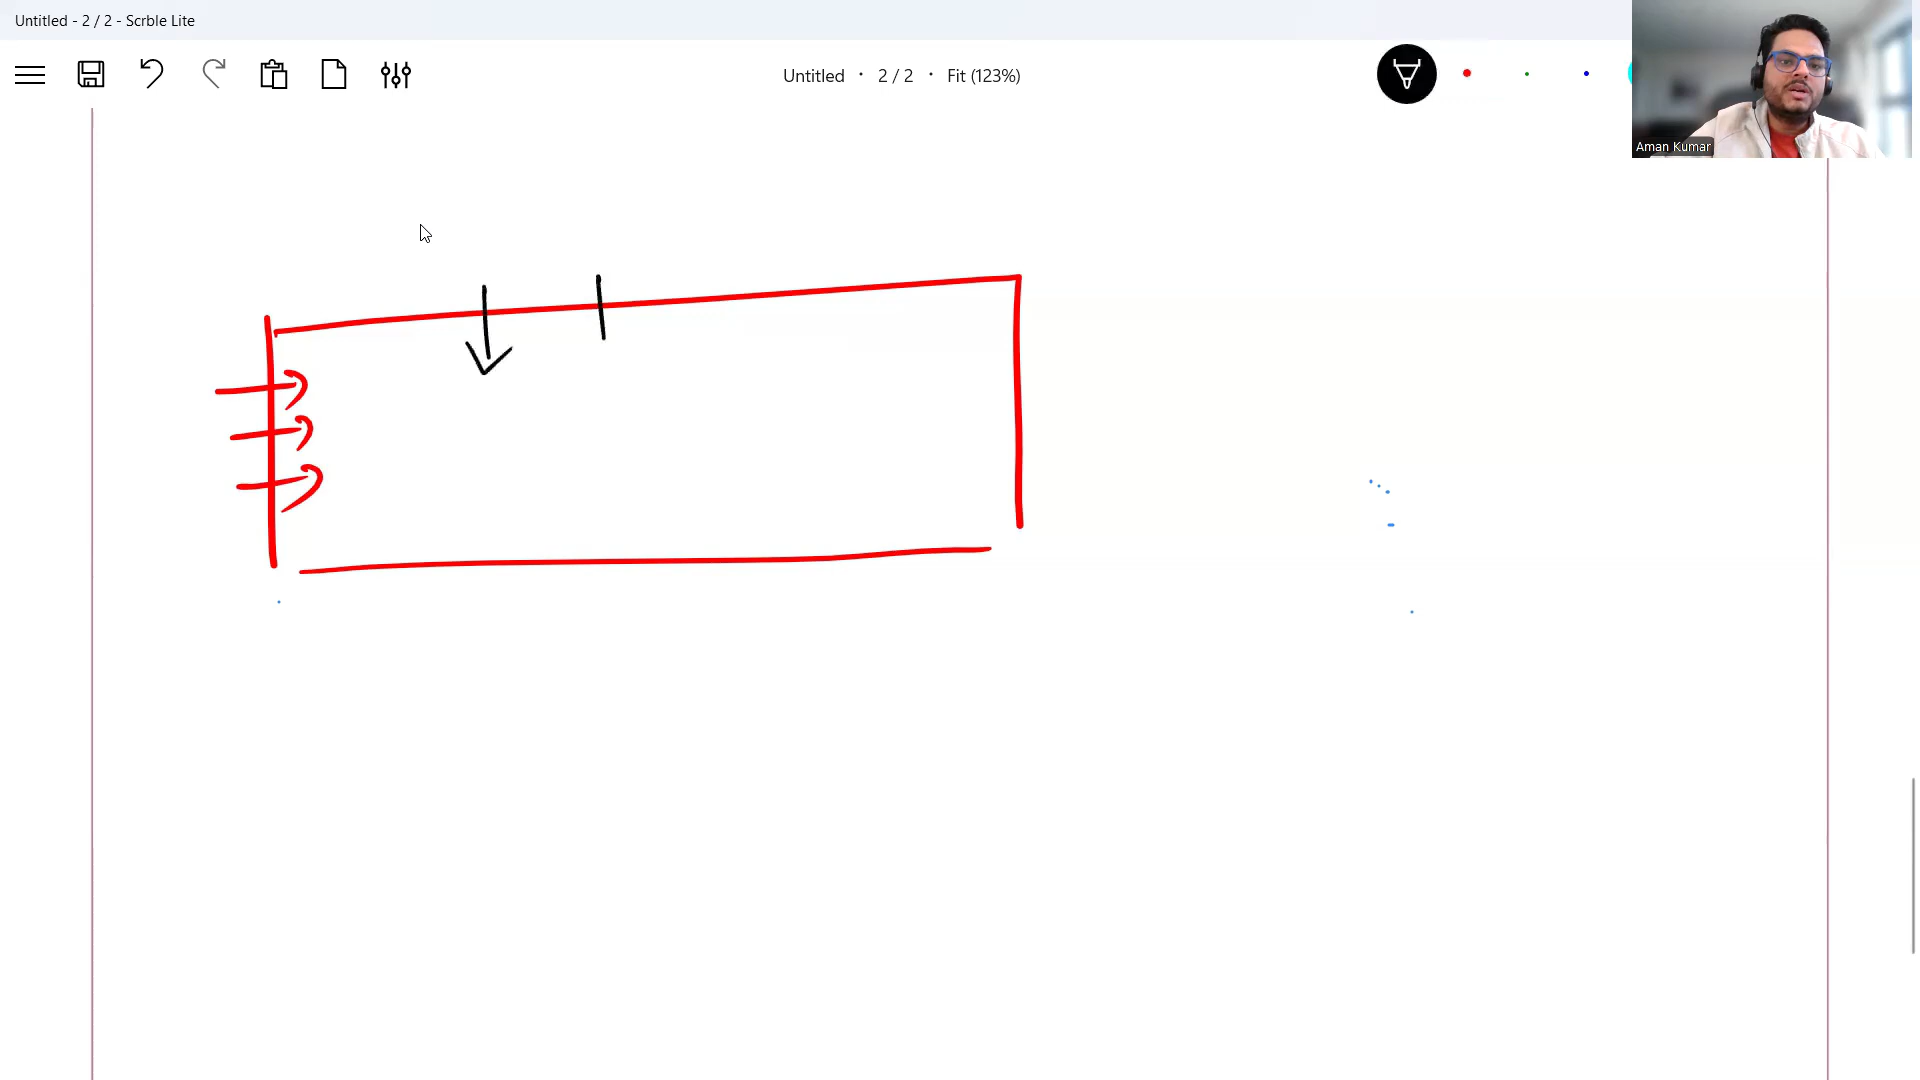 Untitled - 2 / 2 - Scrble Lite
Untitled • 2 / 2 • Fit (123%)
Aman Kumar